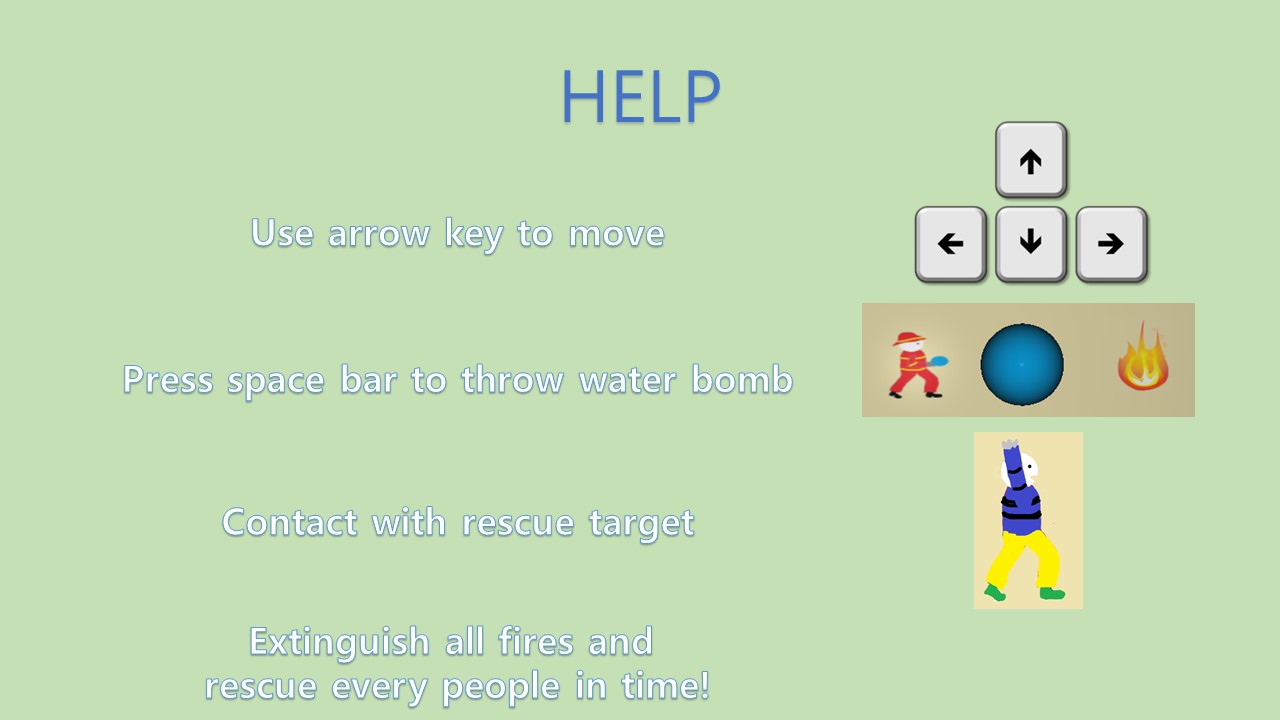 HELP
Use arrow key to move
Press space bar to throw water bomb
Contact with rescue target
Extinguish all fires and
rescue every people in time!